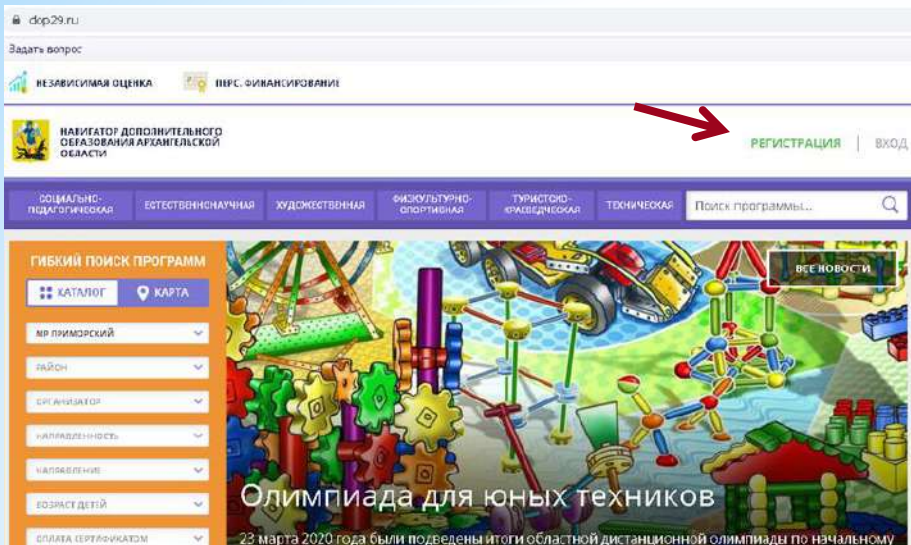 dop29.ru
Задать вопрос
НЕЗАВИСИМАЯ ОЦЕНКА
ПЕРС. ФИНАНСИРОВАНИЕ
НАВИГАТОР ДОПОЛНИТЕЛЬНОГО
ОБРАЗОВАНИЯ АРХАНГЕЛЬСКОЙ
ОБЛАСТИ
РЕГИСТРАЦИЯ | ВХОД
СОЦИАЛЬНО-
ПЕДАГОГИЧЕСКАЯ
ЕСТЕСТВЕННОНАУЧНАЯ
ХУДОЖЕСТВЕННАЯ
ФИЗКУЛЬТУРНО-
СПОРТИВНАЯ
ТУРИСТСКО-
КРАЕВЕДЧЕСКАЯ
ТЕХНИЧЕСКАЯ
Поиск программы...
ГИБКИЙ ПОИСК ПРОГРАММ
КАТАЛОГ
КАРТА
МР ПРИМОРСКИЙ
РАЙОН
ОРГАНИЗАТОР
НАПРАВЛЕННОСТЬ
НАПРАВЛЕНИЕ
ВОЗРАСТ ДЕТЕЙ
ОПЛАТА СЕРТИФИКАТОМ
ВСЕ НОВОСТИ
Олимпиада для юных техников
23 марта 2020 года были подведены итоги областной дистанционной олимпиады по начальному